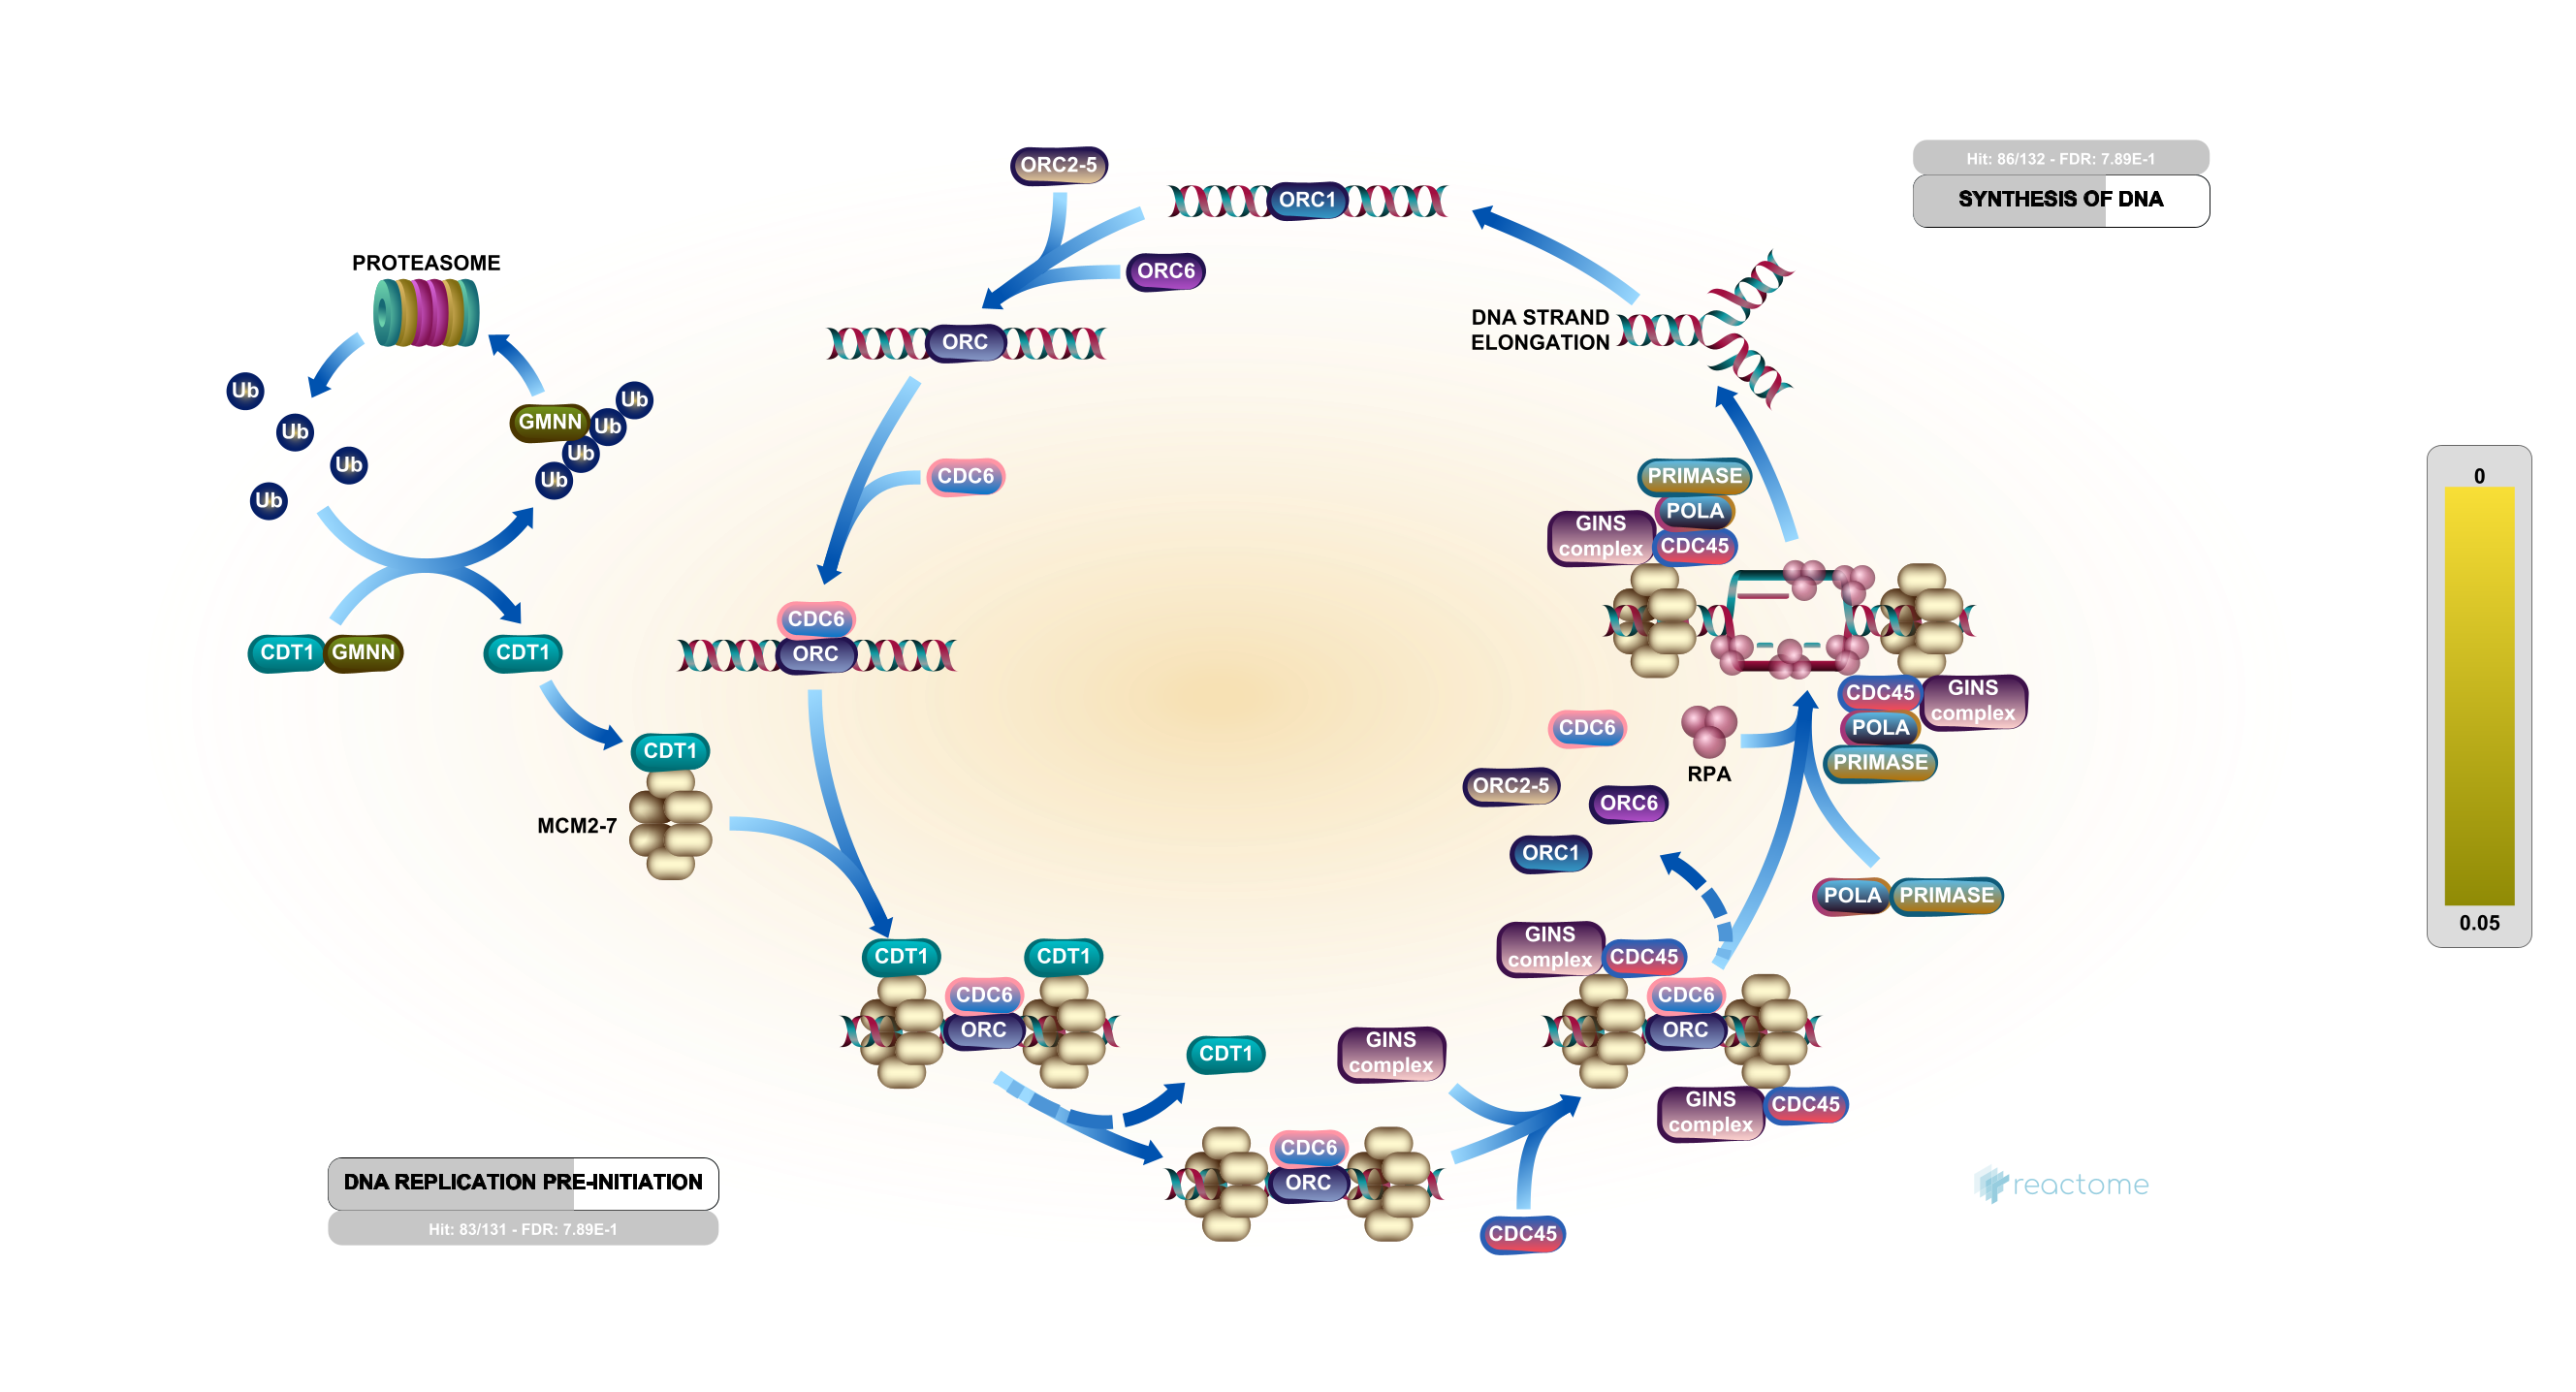 ORC2-5
ORC1
ORC6
ORC
Hit: 86/132 - FDR: 7.89E-1
SYNTHESIS OF DNA
PROTEASOME
Ub
Ub
Ub
Ub
GMNN
Ub
Ub
Ub
Ub
CDT1
GMNN
CDT1
DNA STRAND
ELONGATION
CDC6
CDC6
ORC
PRIMASE
POLA
GINS
complex
CDC45
0
0.05
CDT1
MCM2-7
CDC6
RPA
CDC45
GINS
complex
POLA
PRIMASE
ORC2-5
ORC6
ORC1
POLA
PRIMASE
CDT1
CDT1
CDC6
ORC
GINS
complex
CDC45
CDC6
ORC
GINS
complex
CDC45
CDT1
GINS
complex
CDC6
ORC
CDC45
DNA REPLICATION PRE-INITIATION
Hit: 83/131 - FDR: 7.89E-1
reactome